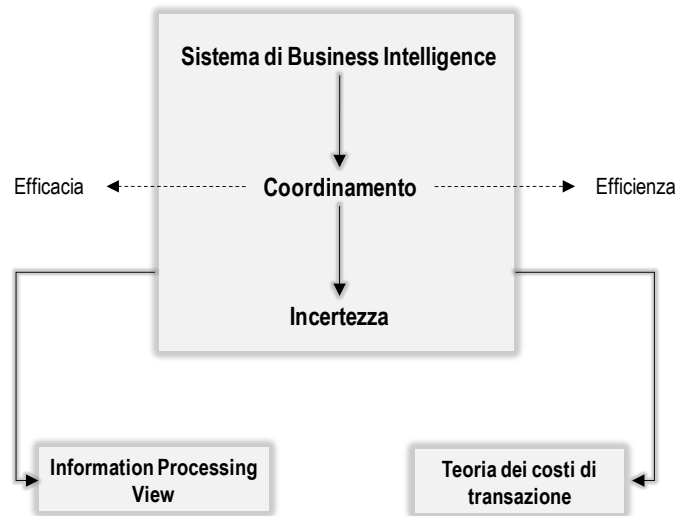 Sistema di Business Intelligence
Efficacia
Coordinamento
Efficienza
Incertezza
Information Processing
View
Teoria dei costi di
transazione